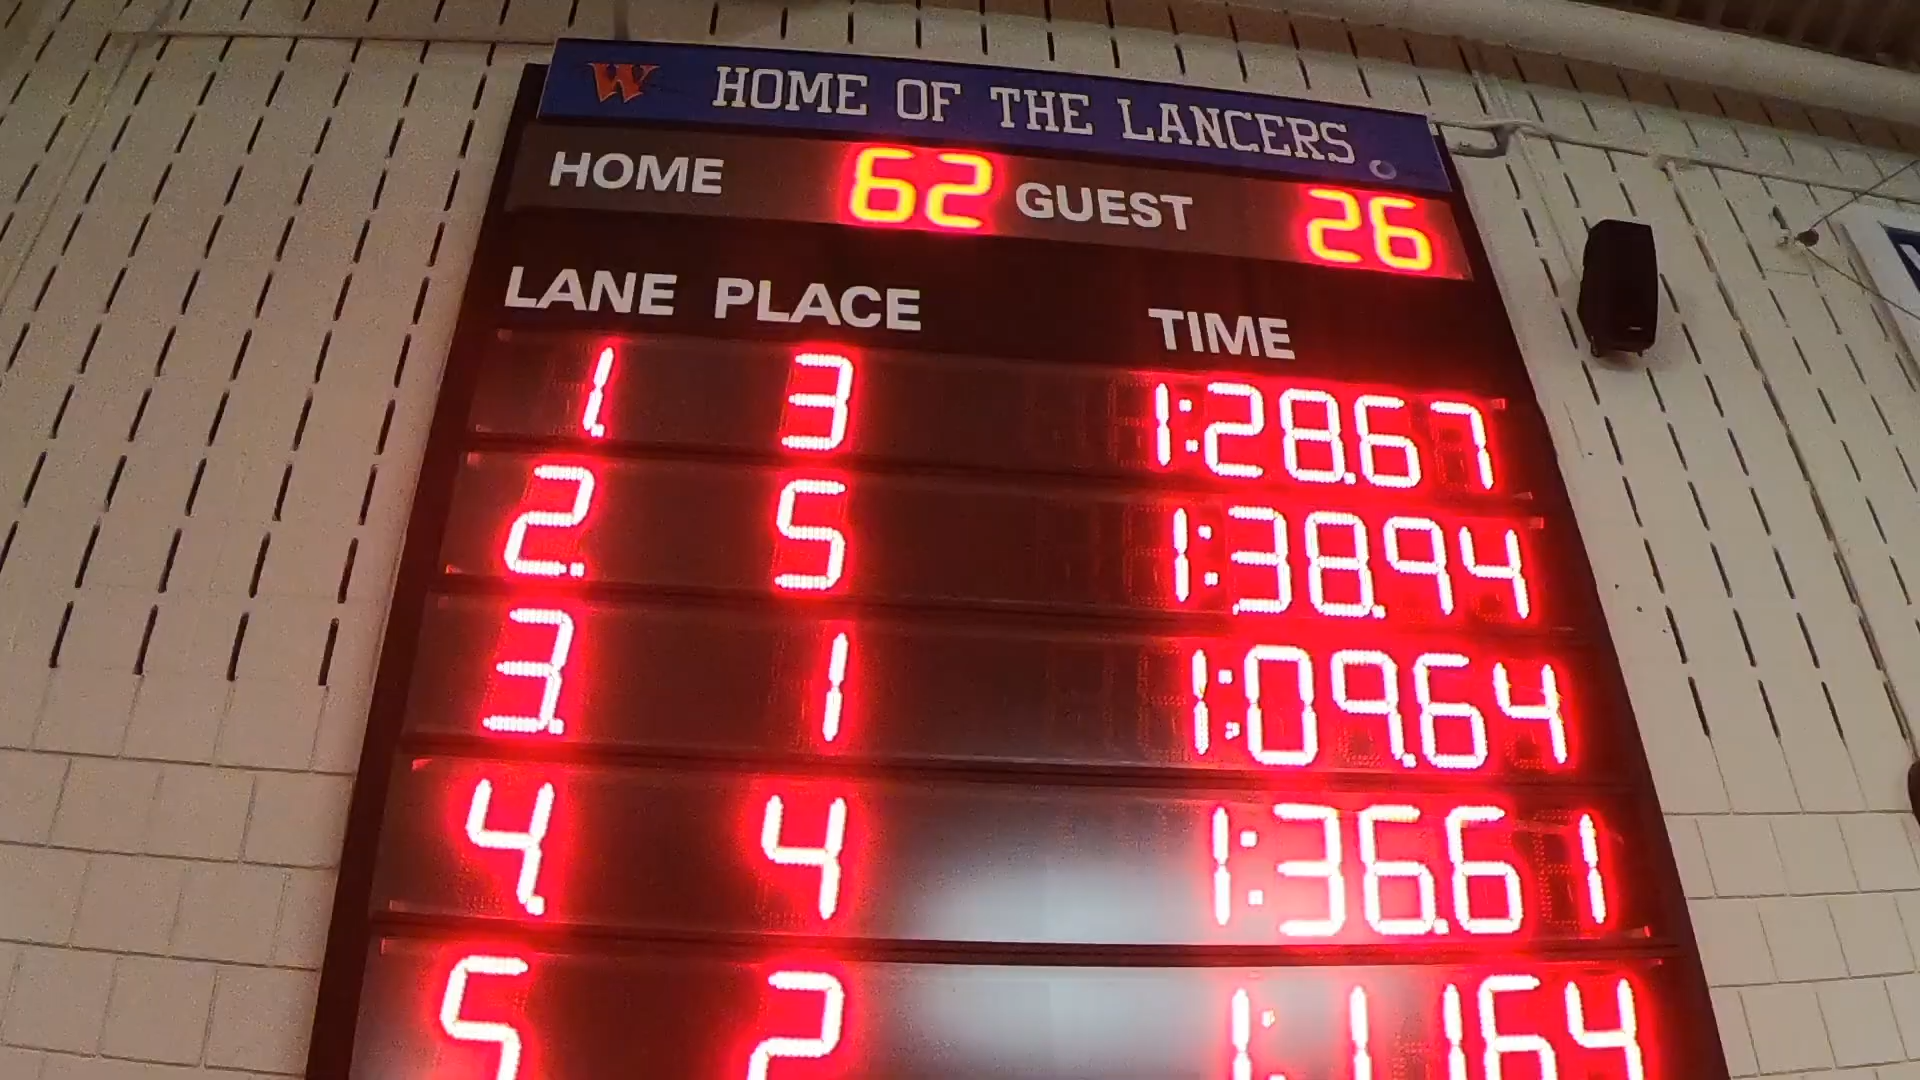 W HOME OF THE LANCERS
HOME 62 GUEST 26
LANE PLACE TIME
1. 3 1:28.67
2. 5 1:38.94
3. 1 1:09.64
4. 4 1:36.61
5 2 1:11.64